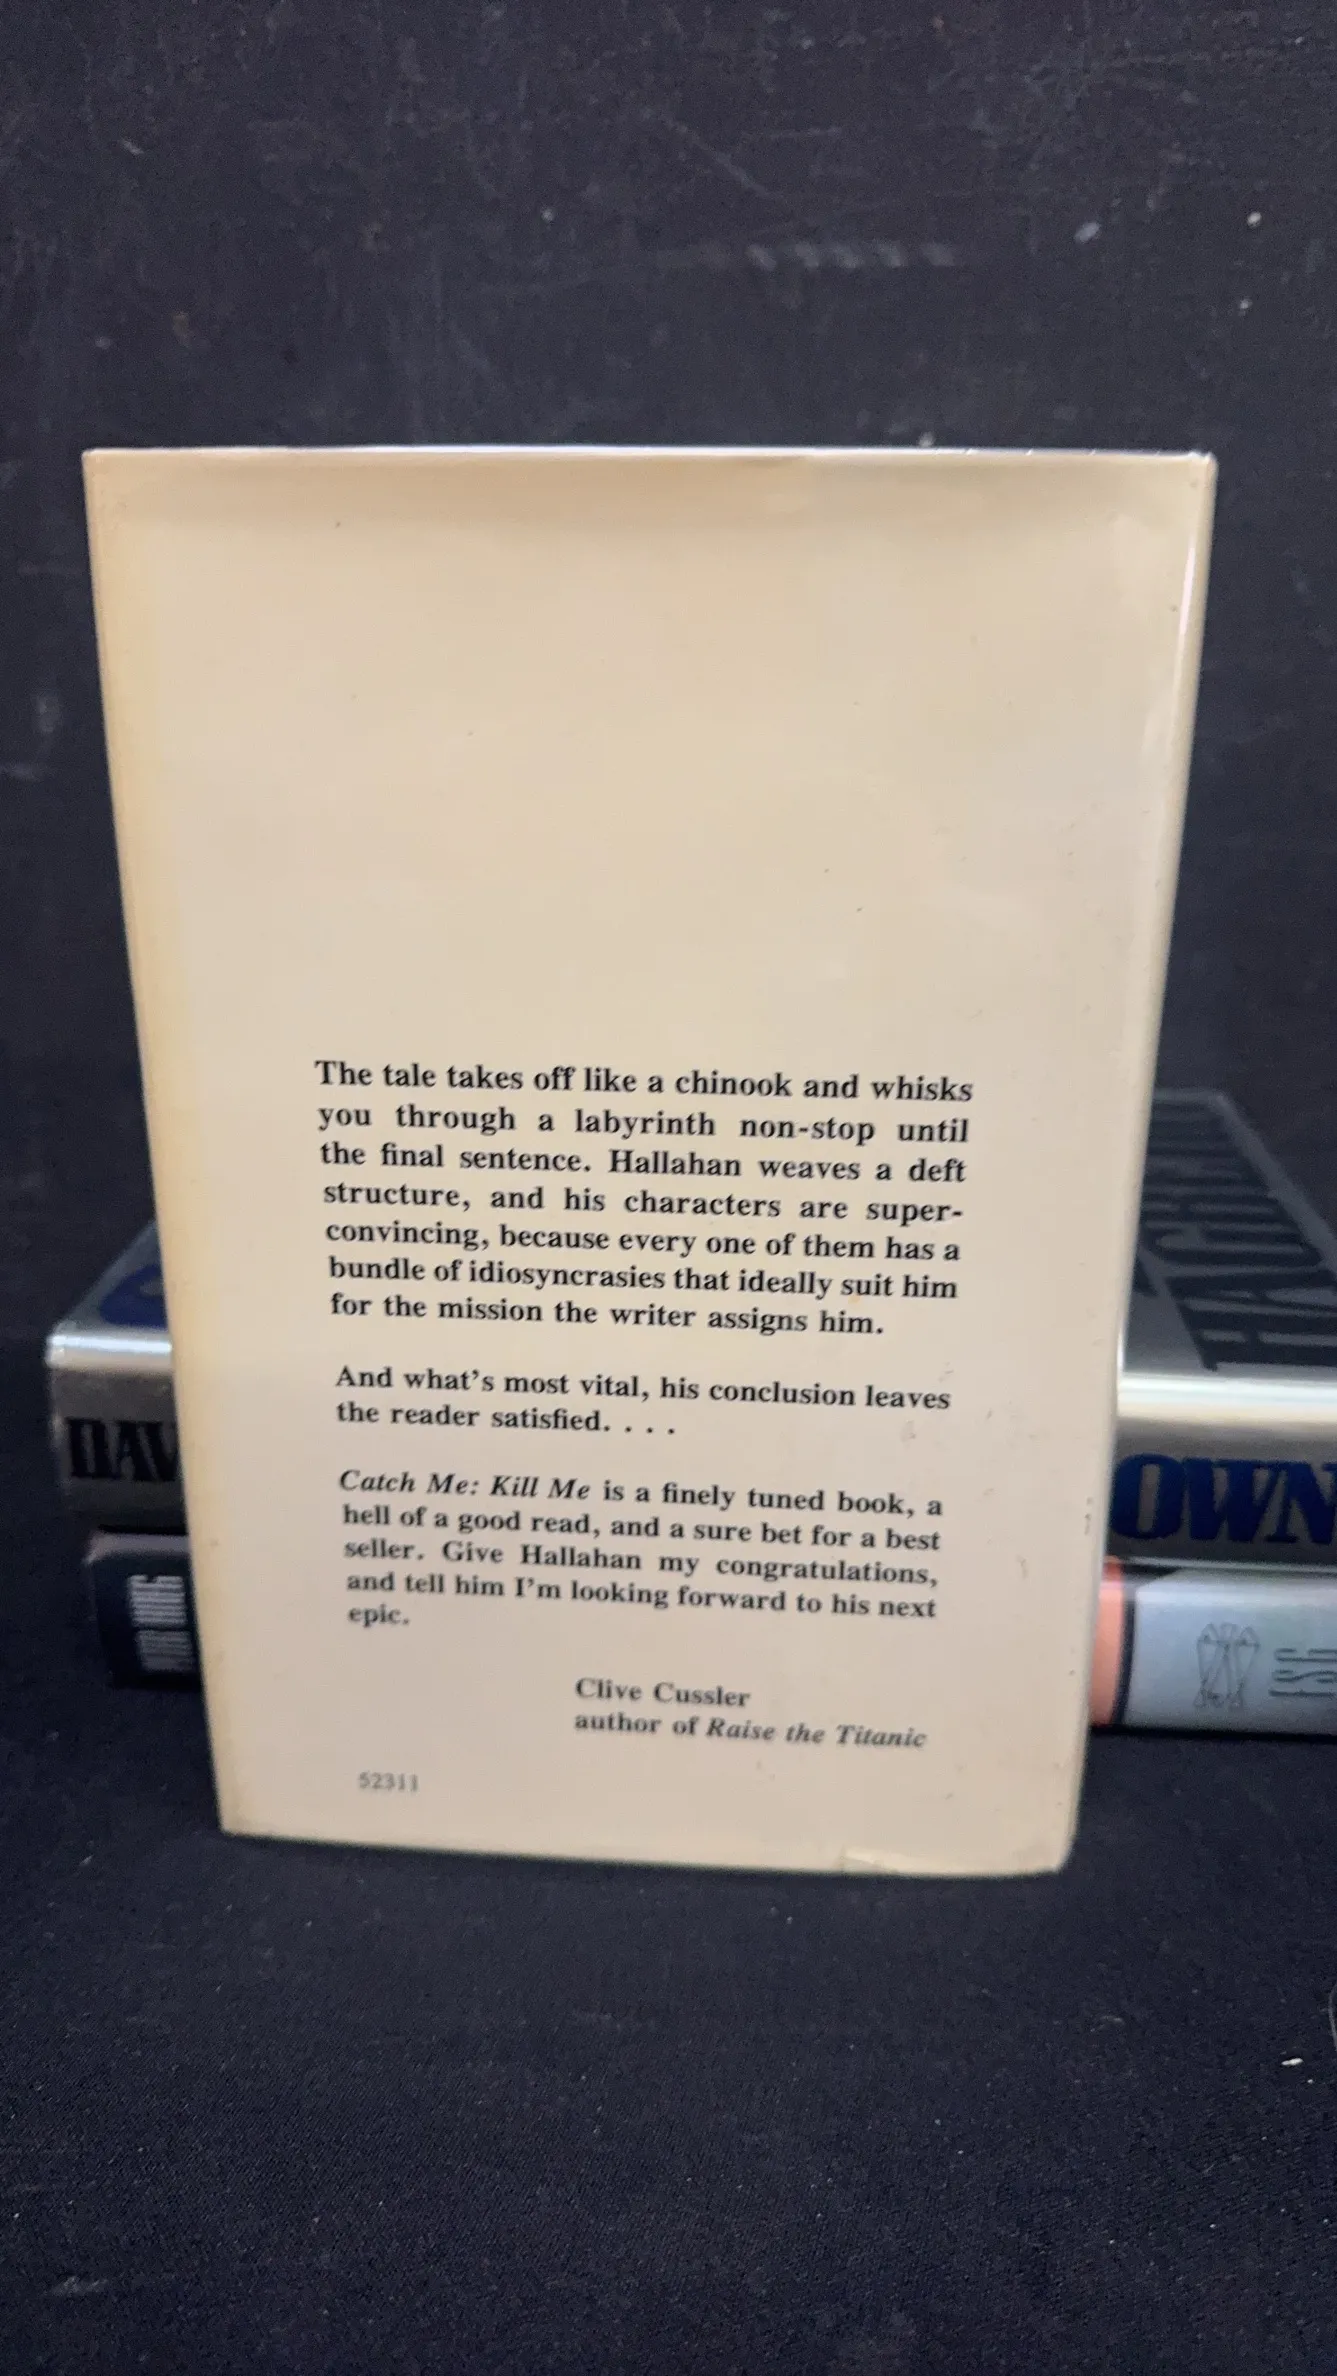 The tale takes off like a chinook and whisks
you through a labyrinth non-stop until
the final sentence. Hallahan weaves a deft
structure, and his characters are super-
convincing, because every one of them has a
bundle of idiosyncrasies that ideally suit him
for the mission the writer assigns him.
And what's most vital, his conclusion leaves
the reader satisfied. . . .
Catch Me: Kill Me is a finely tuned book, a
hell of a good read, and a sure bet for a best
seller. Give Hallahan my congratulations,
and tell him I'm looking forward to his next
epic.
Clive Cussler
author of Raise the Titanic
52311
DAV
OWN